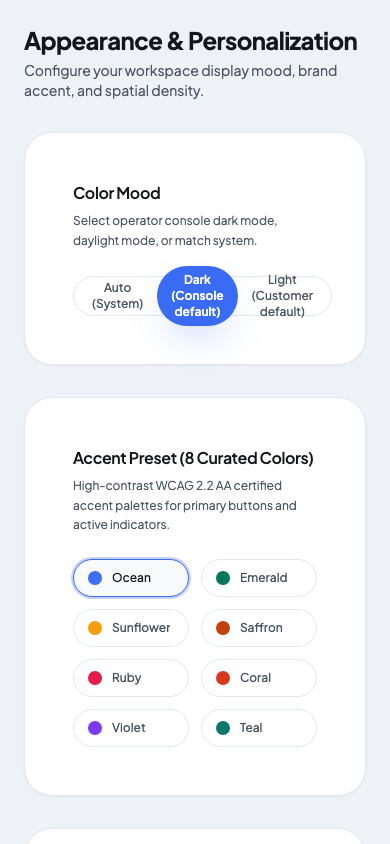 Appearance & Personalization
Configure your workspace display mood, brand
accent, and spatial density.
Color Mood
Select operator console dark mode,
daylight mode, or match system.
Auto
(System)
Dark
(Console
default)
Light
(Customer
default)
Accent Preset (8 Curated Colors)
High-contrast WCAG 2.2 AA certified
accent palettes for primary buttons and
active indicators.
Ocean
Emerald
Sunflower
Saffron
Ruby
Coral
Violet
Teal